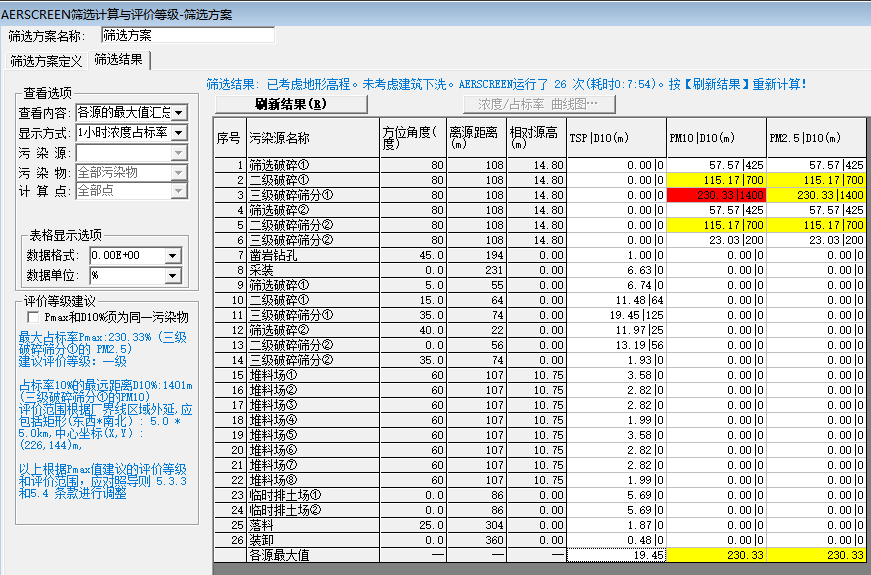 AERSCREEN筛选计算与评价等级-筛选方案
筛选方案名称: 筛选方案
筛选方案定义 筛选结果
筛选结果: 已考虑地形高程。未考虑建筑下洗。AERSCREEN运行了 26 次(耗时0:7:54)。按【刷新结果】重新计算!
查看选项
查看内容: 各源的最大值汇总
显示方式: 1小时浓度占标率
污 染 源:
污 染 物: 全部污染物
计 算 点: 全部点
表格显示选项
数据格式: 0.00E+00
数据单位: %
评价等级建议
Pmax和D10%须为同一污染物
最大占标率Pmax:230.33% (三级
破碎筛分①的 PM2.5)
建议评价等级: 一级
占标率10%的最远距离D10%:1401m
(三级破碎筛分①的PM10)
评价范围根据厂界线区域外延,应
包括矩形(东西*南北): 5.0 *
5.0km,中心坐标(X,Y):
(226,144)m,
以上根据Pmax值建议的评价等级
和评价范围, 应对照导则 5.3.3
和5.4 条款进行调整
刷新结果(R) 浓度/占标率 曲线图…
序号 污染源名称 方位角度(度) 离源距离(m) 相对源高(m) TSP|D10(m) PM10|D10(m) PM2.5|D10(m)
1 筛选破碎① 80 108 14.80 0.00|0 57.57|425 57.57|425
2 二级破碎① 80 108 14.80 0.00|0 115.17|700 115.17|700
3 三级破碎筛分① 80 108 14.80 0.00|0 230.33|1400 230.33|1400
4 筛选破碎② 80 108 14.80 0.00|0 57.57|425 57.57|425
5 三级破碎筛分② 80 108 14.80 0.00|0 115.17|700 115.17|700
6 三级破碎筛分② 80 108 14.80 0.00|0 23.03|200 23.03|200
7 凿岩钻孔 45.0 194 0.00 1.00|0 0.00|0 0.00|0
8 采装 0.0 231 0.00 6.63|0 0.00|0 0.00|0
9 筛选破碎① 5.0 55 0.00 6.74|0 0.00|0 0.00|0
10 二级破碎① 15.0 64 0.00 11.48|64 0.00|0 0.00|0
11 三级破碎筛分① 35.0 74 0.00 19.45|125 0.00|0 0.00|0
12 筛选破碎② 40.0 22 0.00 11.97|25 0.00|0 0.00|0
13 三级破碎筛分② 0.0 56 0.00 13.19|56 0.00|0 0.00|0
14 三级破碎筛分② 35.0 74 0.00 1.93|0 0.00|0 0.00|0
15 堆料场① 60 107 10.75 3.58|0 0.00|0 0.00|0
16 堆料场② 60 107 10.75 2.82|0 0.00|0 0.00|0
17 堆料场③ 60 107 10.75 2.82|0 0.00|0 0.00|0
18 堆料场④ 60 107 10.75 1.99|0 0.00|0 0.00|0
19 堆料场⑤ 60 107 10.75 3.58|0 0.00|0 0.00|0
20 堆料场⑥ 60 107 10.75 2.82|0 0.00|0 0.00|0
21 堆料场⑦ 60 107 10.75 2.82|0 0.00|0 0.00|0
22 堆料场⑧ 60 107 10.75 1.99|0 0.00|0 0.00|0
23 临时排土场① 0.0 86 0.00 5.69|0 0.00|0 0.00|0
24 临时排土场② 0.0 86 0.00 5.69|0 0.00|0 0.00|0
25 落料 25.0 304 0.00 1.87|0 0.00|0 0.00|0
26 装卸 0.0 360 0.00 0.48|0 0.00|0 0.00|0
各源最大值 — — — 19.45 230.33 230.33